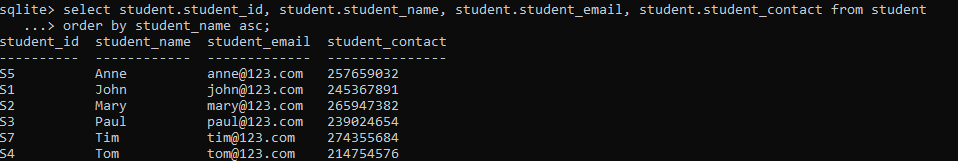 sqlite> select student.student_id, student.student_name, student.student_email, student.student_contact from student
...> order by student_name asc;
student_id  student_name  student_email  student_contact
----------  ------------  -------------  ---------------
S5          Anne          anne@123.com   257659032
S1          John          john@123.com   245367891
S2          Mary          mary@123.com   265947382
S3          Paul          paul@123.com   239024654
S7          Tim           tim@123.com    274355684
S4          Tom           tom@123.com    214754576